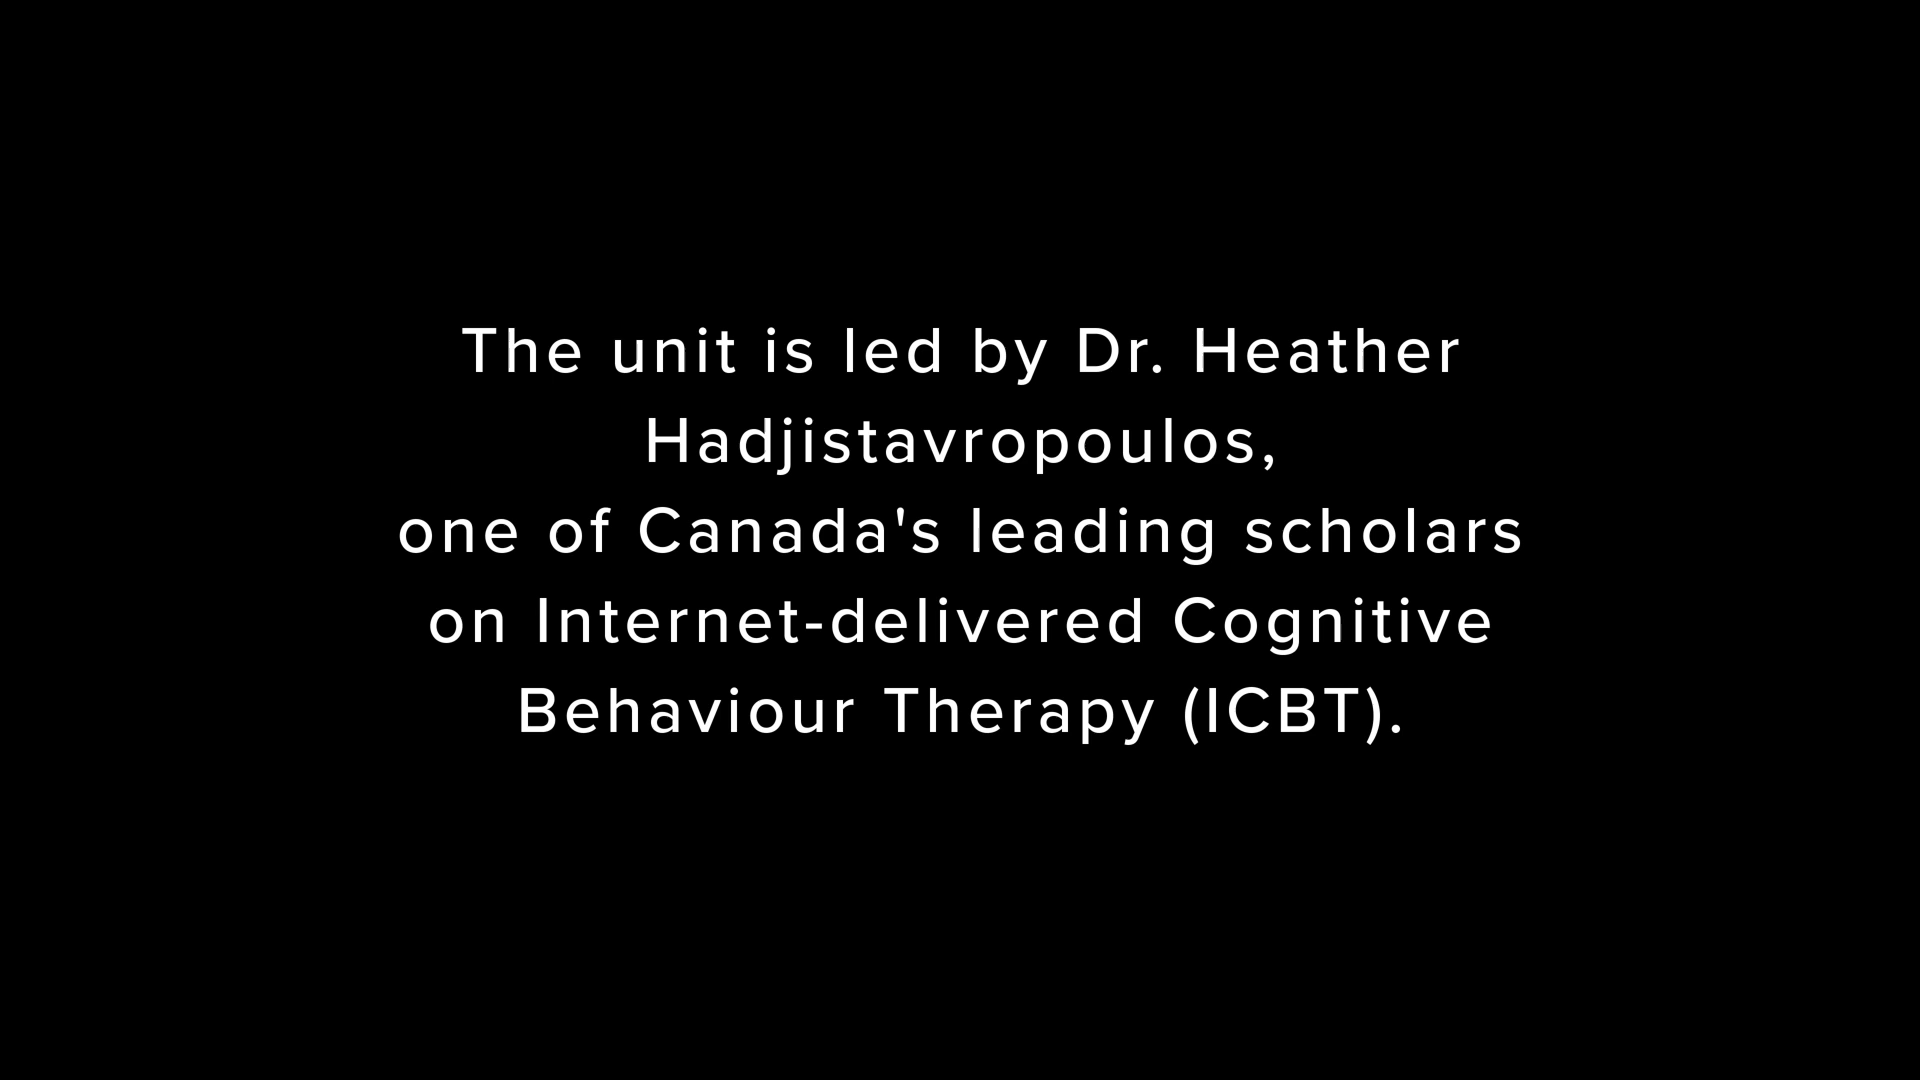 The unit is led by Dr. Heather
Hadjistavropoulos,
one of Canada's leading scholars
on Internet-delivered Cognitive
Behaviour Therapy (ICBT).